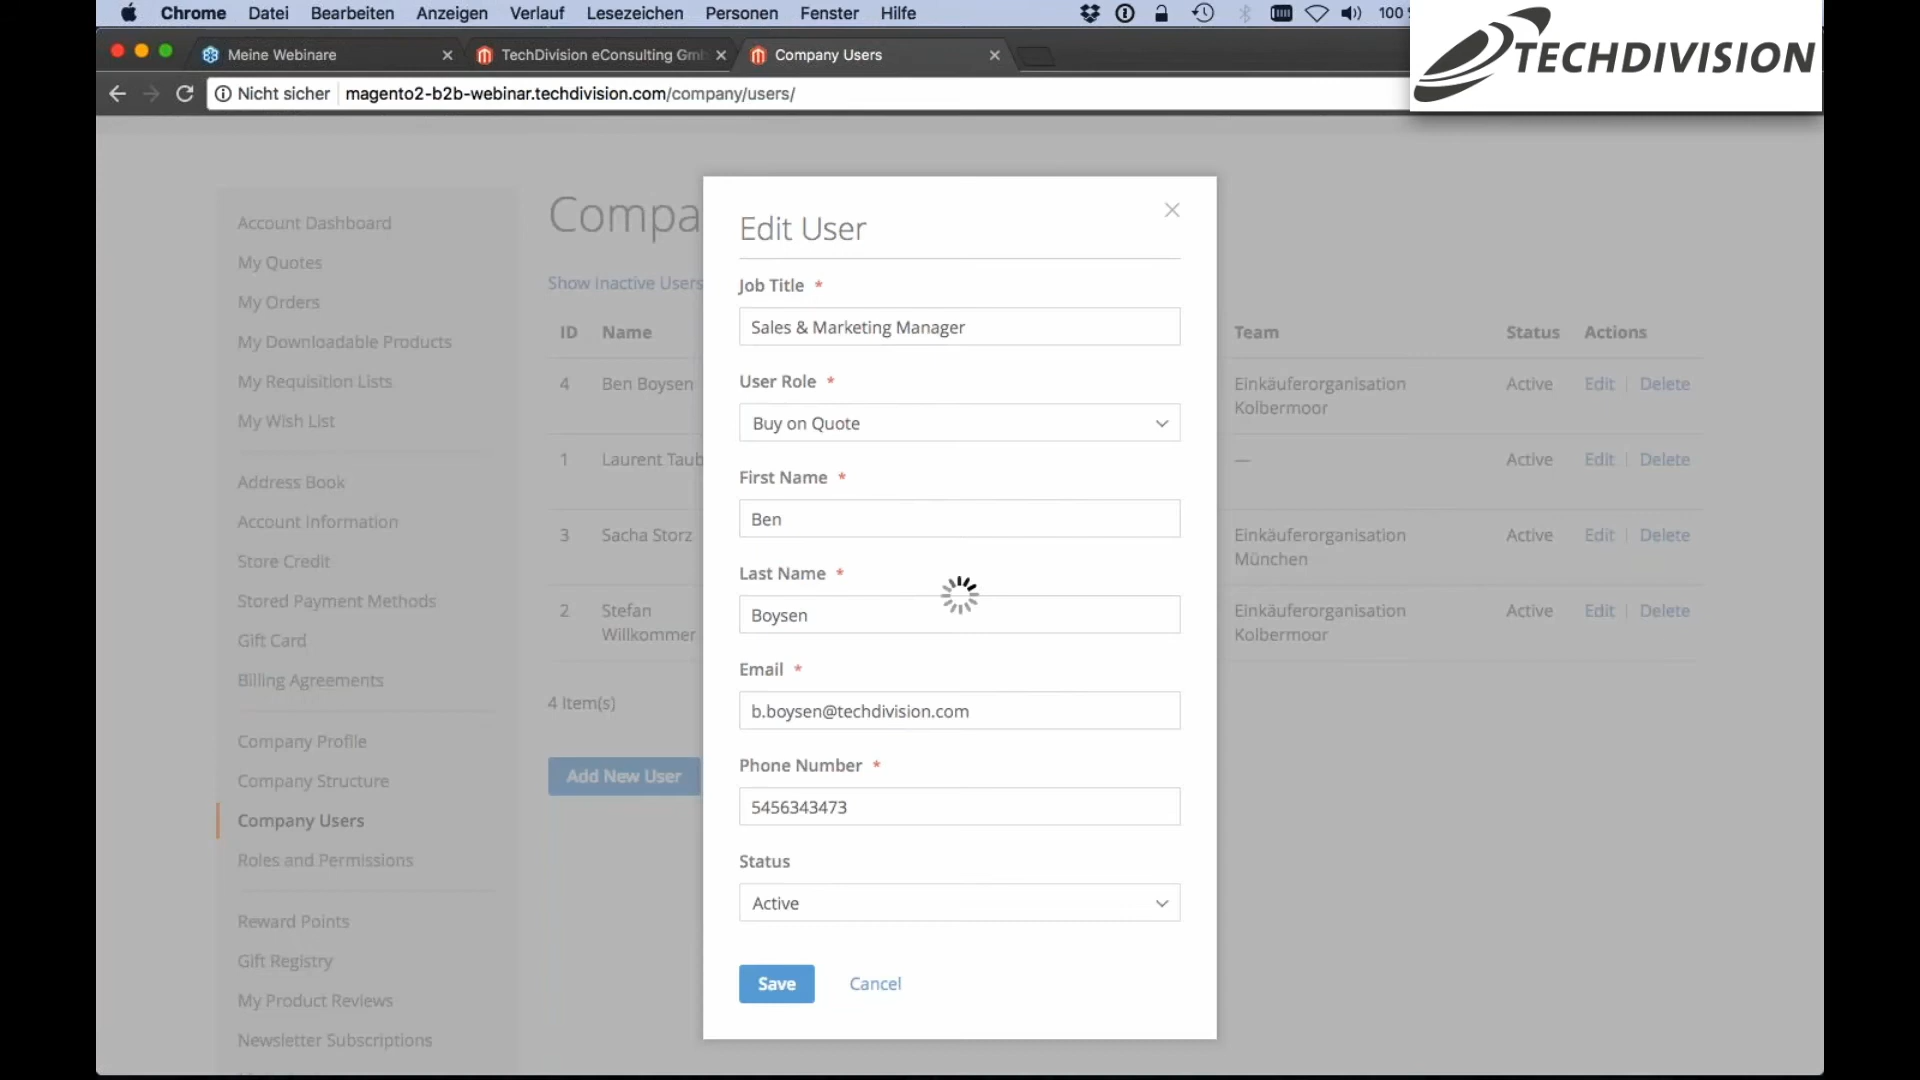 Chrome Datei Bearbeiten Anzeigen Verlauf Lesezeichen Personen Fenster Hilfe 100
TECHDIVISION
Meine Webinare
TechDivision eConsulting Gm
Company Users
Nicht sicher magento2-b2b-webinar.techdivision.com/company/users/
Account Dashboard
My Quotes
My Orders
My Downloadable Products
My Requisition Lists
My Wish List
Address Book
Account Information
Store Credit
Stored Payment Methods
Gift Card
Billing Agreements
Company Profile
Company Structure
Company Users
Roles and Permissions
Reward Points
Gift Registry
My Product Reviews
Newsletter Subscriptions
Compa
Show Inactive Users
ID Name Team Status Actions
4 Ben Boysen Einkäuferorganisation Active Edit | Delete
Kolbermoor
1 Laurent Taub — Active Edit | Delete
3 Sacha Storz Einkäuferorganisation Active Edit | Delete
München
2 Stefan Einkäuferorganisation Active Edit | Delete
Willkommer Kolbermoor
4 Item(s)
Add New User
Edit User
Job Title *
Sales & Marketing Manager
User Role *
Buy on Quote
First Name *
Ben
Last Name *
Boysen
Email *
b.boysen@techdivision.com
Phone Number *
5456343473
Status
Active
Save Cancel